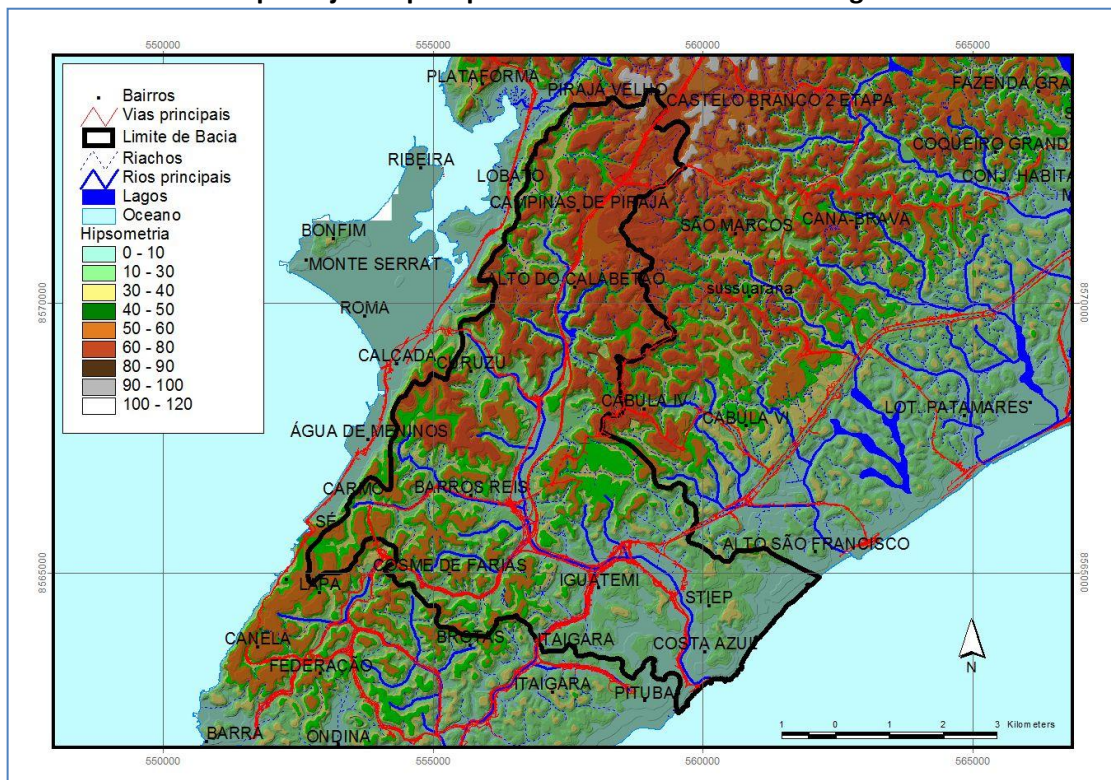 550000 555000 560000 565000
Bairros
Vias principais
Limite de Bacia
Riachos
Rios principais
Lagos
Oceano
Hipsometria
0 - 10
10 - 30
30 - 40
40 - 50
50 - 60
60 - 80
80 - 90
90 - 100
100 - 120
PLATAFORMA
PIRAJÁ VELHO
CASTELO BRANCO 2 ETAPA
FAZENDA GRA
COQUEIRO GRAND
RIBEIRA
LOBATO
CONJ. HABITA
CAMPINAS DE PIRAJÁ
SÃO MARCOS
CANA-BRAVA
BONFIM
MONTE SERRAT
ALTO DO CALABETÃO
sussuarana
8570000
8570000
ROMA
CALÇADA
CURUZU
CABULA IV
CABULA VI
LOT. PATAMARES
ÁGUA DE MENINOS
CARMO
BARROS REIS
SÉ
ALTO SÃO FRANCISCO
8565000
8565000
COSME DE FARIAS
LAPA
IGUATEMI
STIEP
CANELA
BROTAS
ITAIGARA
COSTA AZUL
FEDERAÇÃO
ITAIGARA
PITUBA
N
BARRA
ONDINA
1 0 1 2 3 Kilometers
550000 555000 560000 565000